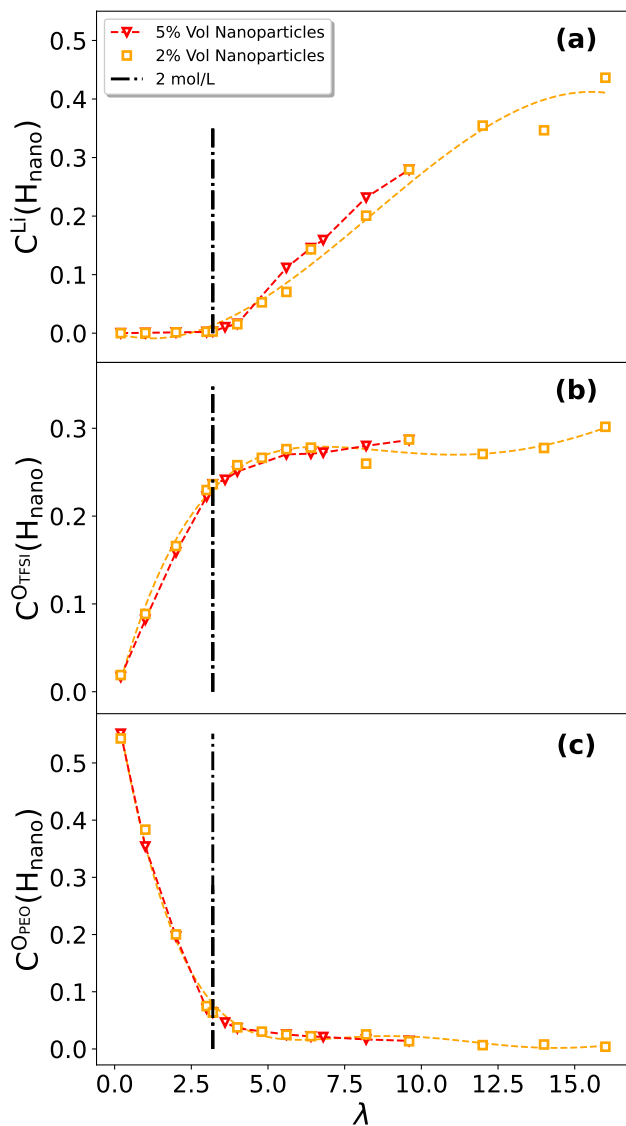 5% Vol Nanoparticles
2% Vol Nanoparticles
2 mol/L
(a)
0.5
0.4
0.3
0.2
0.1
0.0
C^Li(H_nano)
(b)
0.3
0.2
0.1
0.0
C^O_TFSI(H_nano)
(c)
0.5
0.4
0.3
0.2
0.1
0.0
C^O_PEO(H_nano)
0.0 2.5 5.0 7.5 10.0 12.5 15.0
λ